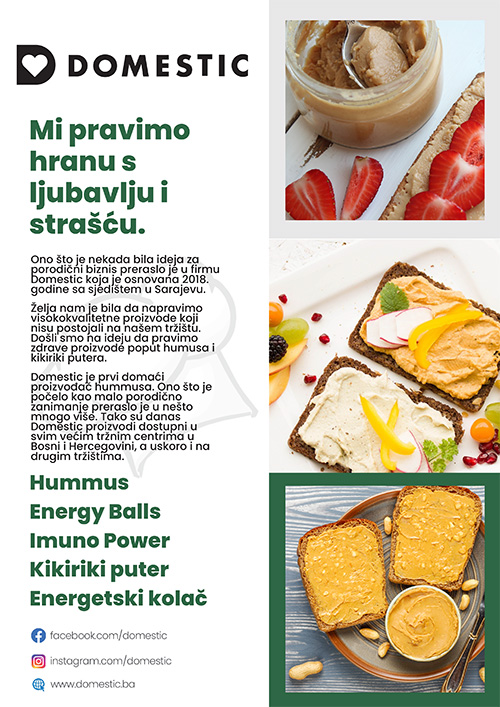 DOMESTIC
Mi pravimo
hranu s
ljubavlju i
strašću.
Ono što je nekada bila ideja za
porodični biznis preraslo je u firmu
Domestic koja je osnovana 2018.
godine sa sjedištem u Sarajevu.
Želja nam je bila da napravimo
visokokvalitetne proizvode koji
nisu postojali na našem tržištu.
Došli smo na ideju da pravimo
zdrave proizvode poput humusa i
kikiriki putera.
Domestic je prvi domaći
proizvođač hummusa. Ono što je
počelo kao malo porodično
zanimanje preraslo je u nešto
mnogo više. Tako su danas
Domestic proizvodi dostupni u
svim većim tržnim centrima u
Bosni i Hercegovini, a uskoro i na
drugim tržištima.
Hummus
Energy Balls
Imuno Power
Kikiriki puter
Energetski kolač
facebook.com/domestic
instagram.com/domestic
www.domestic.ba